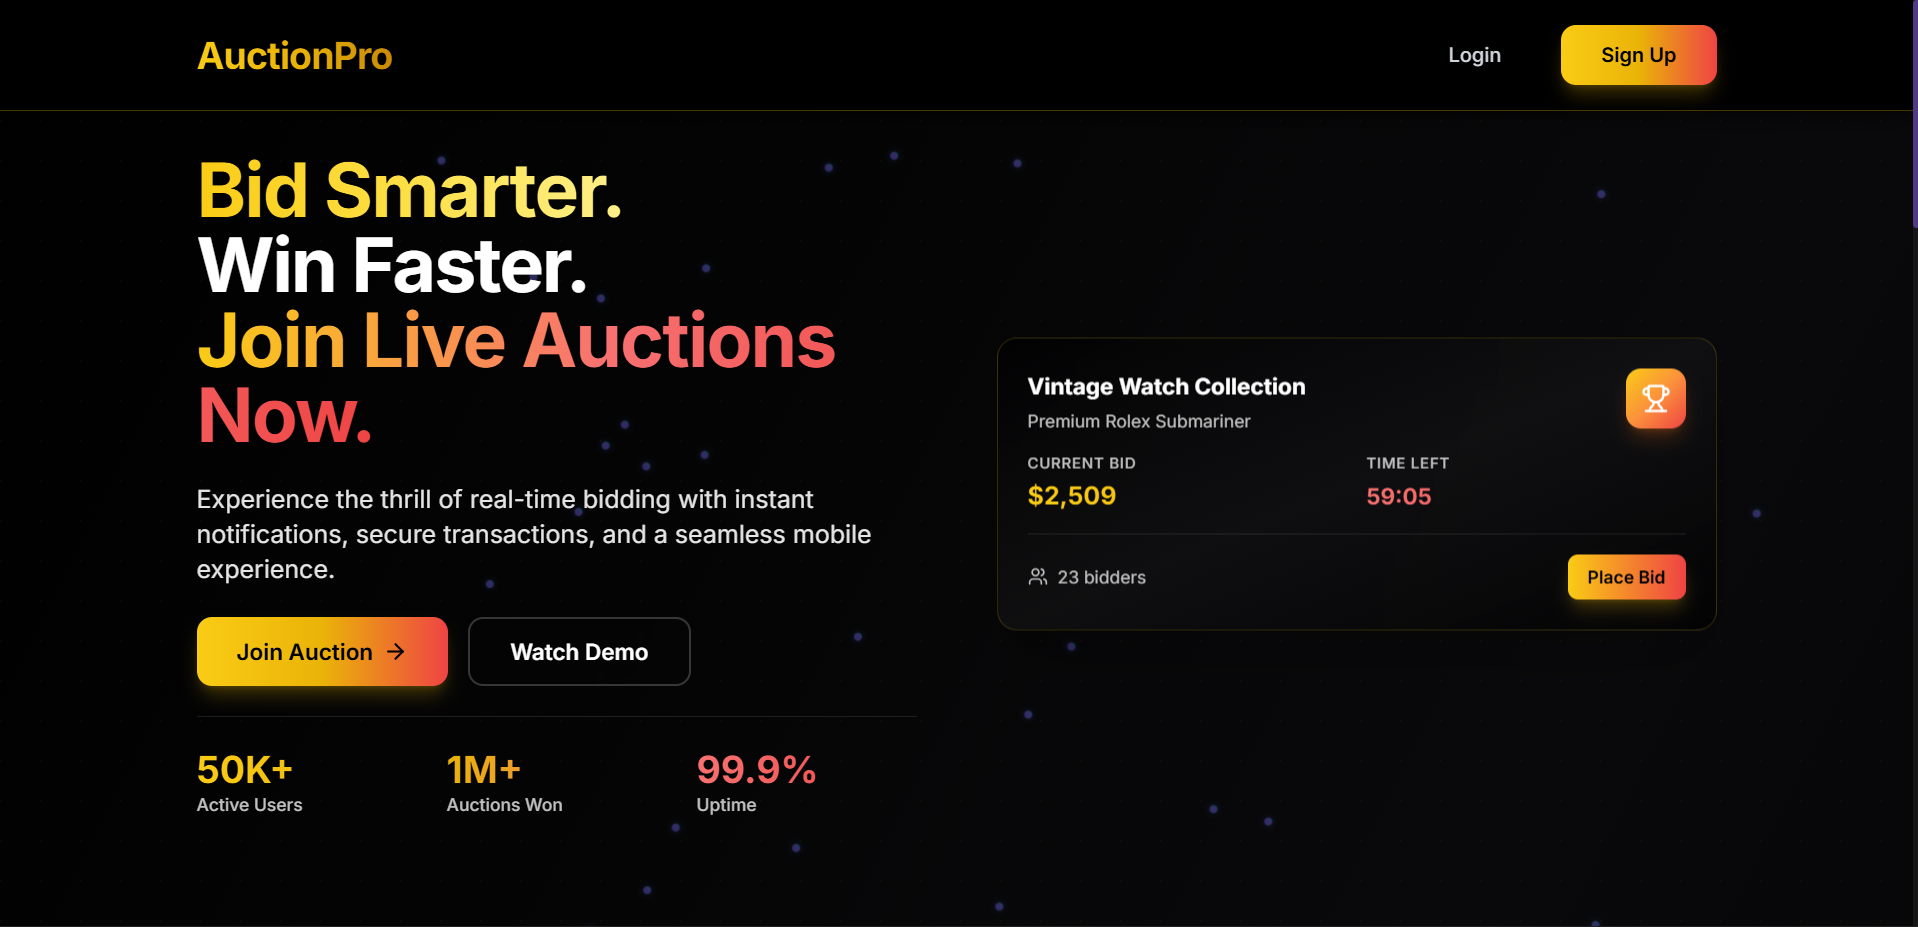 AuctionPro
Login
Sign Up
Bid Smarter.
Win Faster.
Join Live Auctions
Now.
Experience the thrill of real-time bidding with instant
notifications, secure transactions, and a seamless mobile
experience.
Join Auction →
Watch Demo
50K+
Active Users
1M+
Auctions Won
99.9%
Uptime
Vintage Watch Collection
Premium Rolex Submariner
CURRENT BID
$2,509
TIME LEFT
59:05
23 bidders
Place Bid